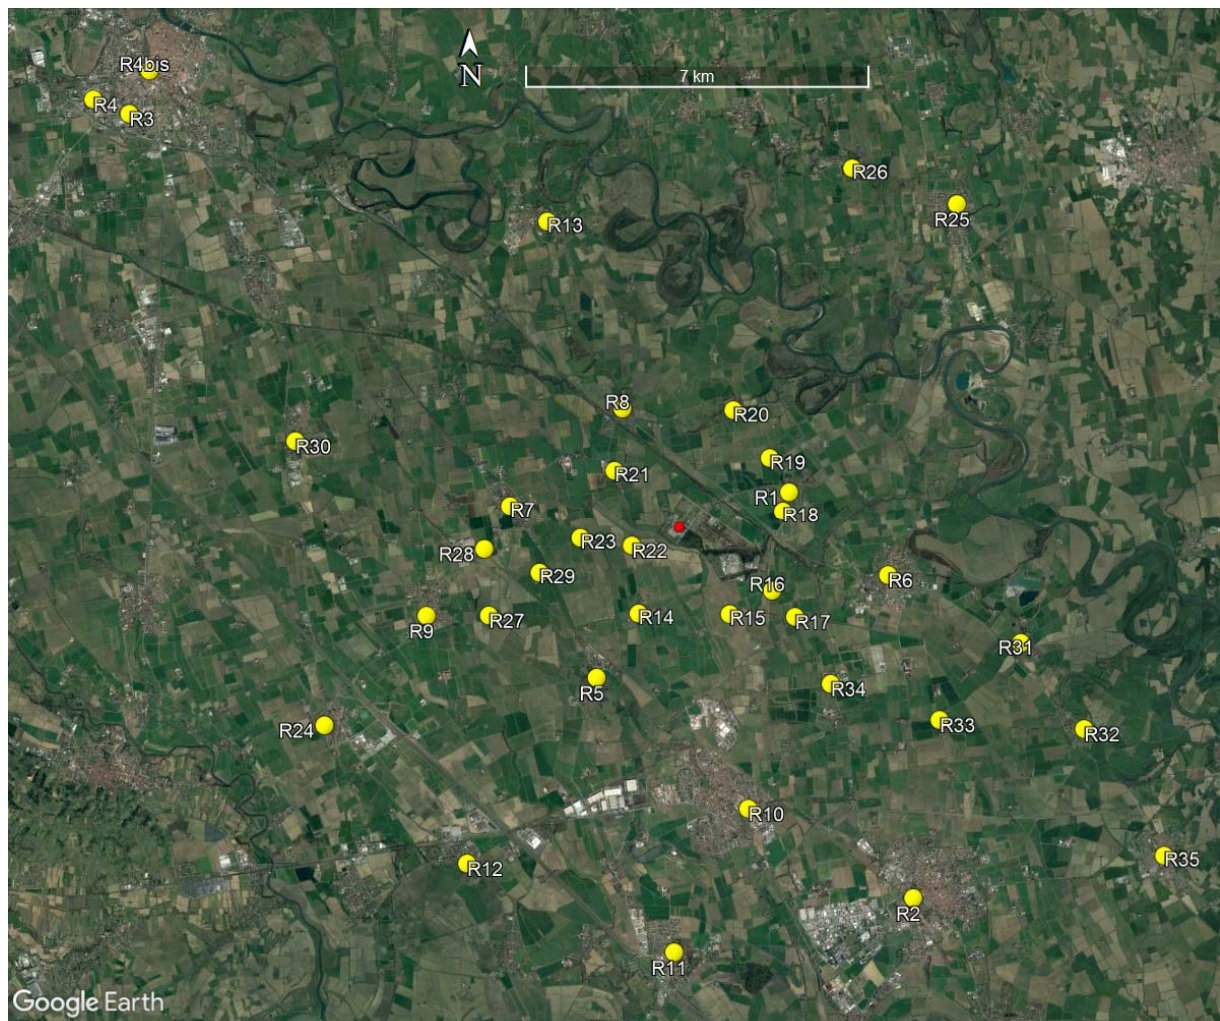 R4bis
N
7 km
R4
R3
R26
R25
R13
R8
R20
R30
R19
R21
R1
R7
R18
R23
R22
R28
R29
R16
R6
R9
R27
R14
R15
R17
R31
R5
R34
R24
R33
R32
R10
R12
R35
R2
R11
Google Earth